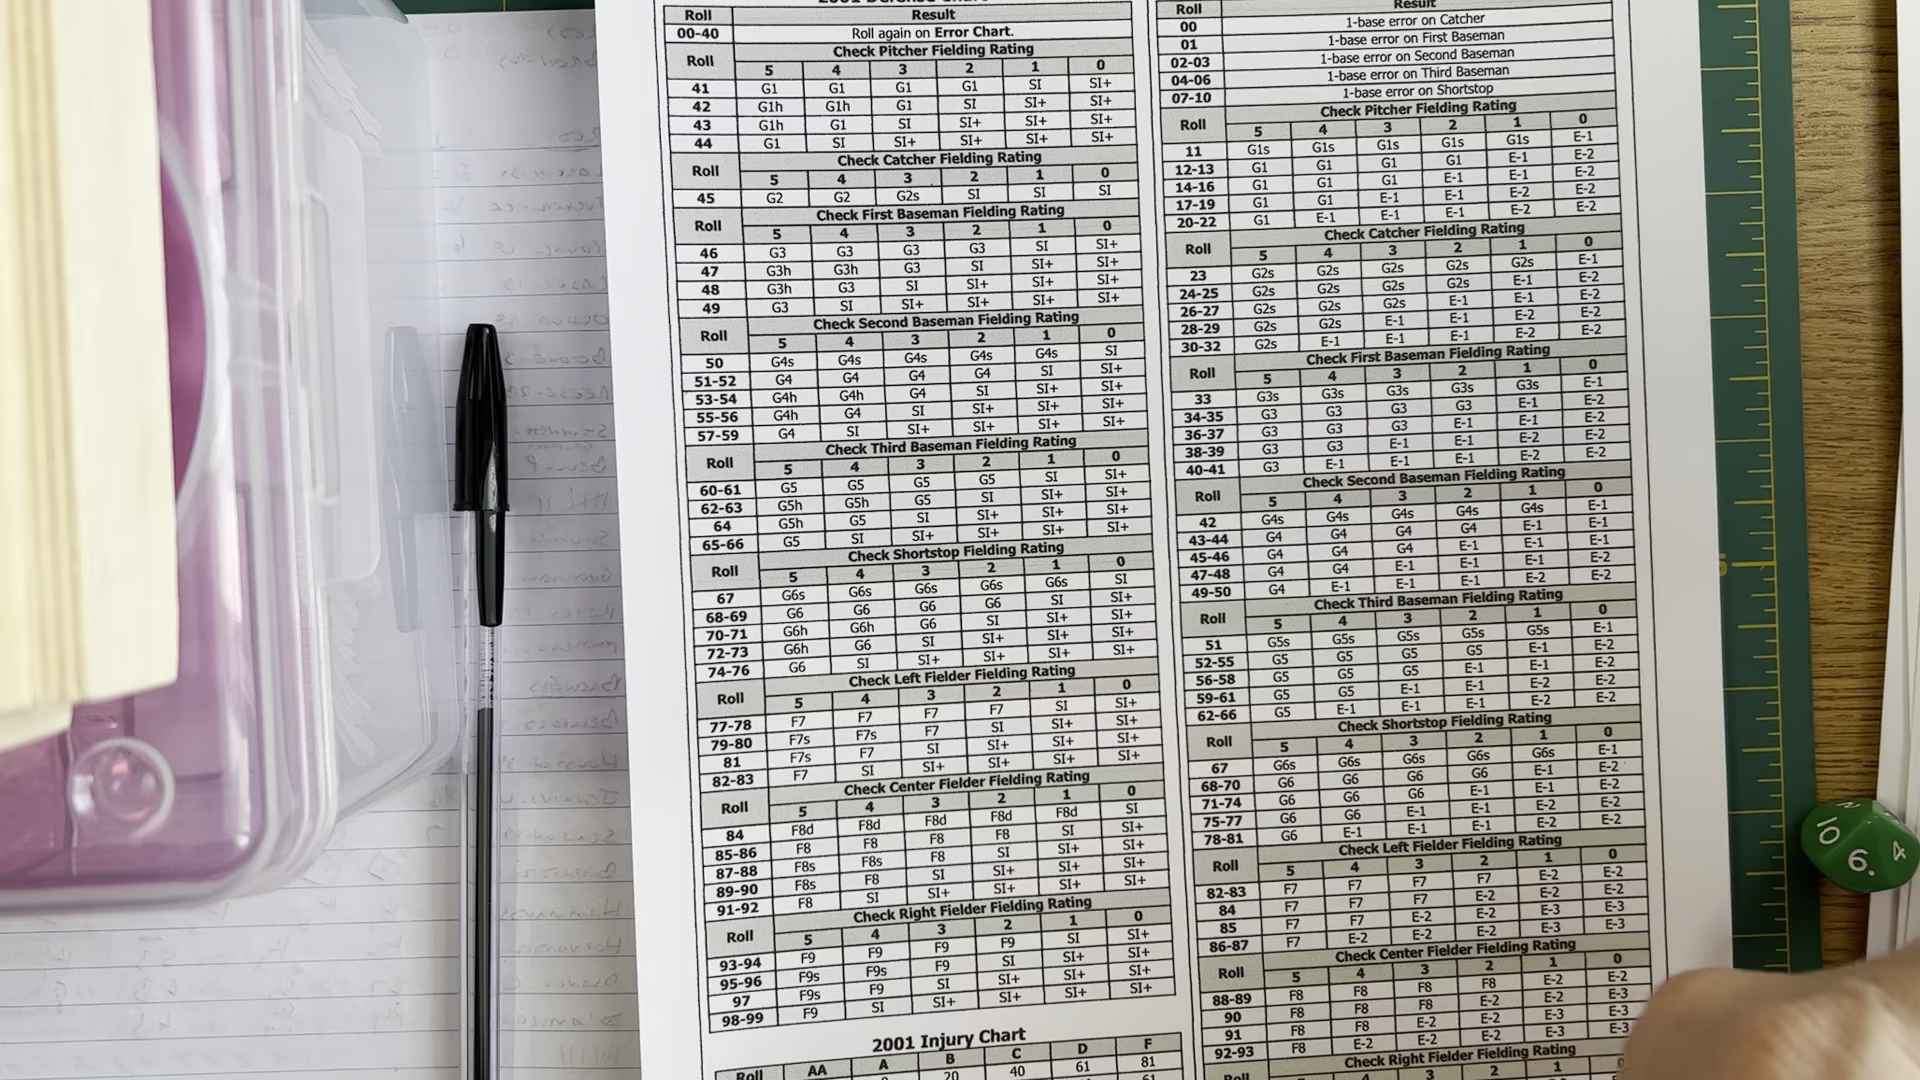 Roll Result
00-40 Roll again on Error Chart.
Roll Check Pitcher Fielding Rating
5 4 3 2 1 0
41 G1 G1 G1 G1 SI SI+
42 G1h G1h G1 SI SI+ SI+
43 G1h G1 SI SI+ SI+ SI+
44 G1 SI SI+ SI+ SI+ SI+
Roll Check Catcher Fielding Rating
5 4 3 2 1 0
45 G2 G2 G2s SI SI SI
Roll Check First Baseman Fielding Rating
5 4 3 2 1 0
46 G3 G3 G3 G3 SI SI+
47 G3h G3h G3 SI SI+ SI+
48 G3h G3 SI SI+ SI+ SI+
49 G3 SI SI+ SI+ SI+ SI+
Roll Check Second Baseman Fielding Rating
5 4 3 2 1 0
50 G4s G4s G4s G4s G4s SI
51-52 G4 G4 G4 G4 SI SI+
53-54 G4h G4h G4 SI SI+ SI+
55-56 G4h G4 SI SI+ SI+ SI+
57-59 G4 SI SI+ SI+ SI+ SI+
Roll Check Third Baseman Fielding Rating
5 4 3 2 1 0
60-61 G5 G5 G5 G5 SI SI+
62-63 G5h G5h G5 SI SI+ SI+
64 G5h G5 SI SI+ SI+ SI+
65-66 G5 SI SI+ SI+ SI+ SI+
Roll Check Shortstop Fielding Rating
5 4 3 2 1 0
67 G6s G6s G6s G6s G6s SI
68-69 G6 G6 G6 G6 SI SI+
70-71 G6h G6h G6 SI SI+ SI+
72-73 G6h G6 SI SI+ SI+ SI+
74-76 G6 SI SI+ SI+ SI+ SI+
Roll Check Left Fielder Fielding Rating
5 4 3 2 1 0
77-78 F7 F7 F7 F7 SI SI+
79-80 F7s F7s F7 SI SI+ SI+
81 F7s F7 SI SI+ SI+ SI+
82-83 F7 SI SI+ SI+ SI+ SI+
Roll Check Center Fielder Fielding Rating
5 4 3 2 1 0
84 F8d F8d F8d F8d F8d SI
85-86 F8 F8 F8 F8 SI SI+
87-88 F8s F8s F8 SI SI+ SI+
89-90 F8s F8 SI SI+ SI+ SI+
91-92 F8 SI SI+ SI+ SI+ SI+
Roll Check Right Fielder Fielding Rating
5 4 3 2 1 0
93-94 F9 F9 F9 F9 SI SI+
95-96 F9s F9s F9 SI SI+ SI+
97 F9s F9 SI SI+ SI+ SI+
98-99 F9 SI SI+ SI+ SI+ SI+
2001 Injury Chart
Roll AA A B C D F
20 40 61 81
Roll Result
00 1-base error on Catcher
01 1-base error on First Baseman
02-03 1-base error on Second Baseman
04-06 1-base error on Third Baseman
07-10 1-base error on Shortstop
Roll Check Pitcher Fielding Rating
5 4 3 2 1 0
11 G1s G1s G1s G1s G1s E-1
12-13 G1 G1 G1 G1 E-1 E-2
14-16 G1 G1 G1 E-1 E-1 E-2
17-19 G1 G1 E-1 E-1 E-2 E-2
20-22 G1 E-1 E-1 E-1 E-2 E-2
Roll Check Catcher Fielding Rating
5 4 3 2 1 0
23 G2s G2s G2s G2s G2s E-1
24-25 G2s G2s G2s G2s E-1 E-2
26-27 G2s G2s G2s E-1 E-1 E-2
28-29 G2s G2s E-1 E-1 E-2 E-2
30-32 G2s E-1 E-1 E-1 E-2 E-2
Roll Check First Baseman Fielding Rating
5 4 3 2 1 0
33 G3s G3s G3s G3s G3s E-1
34-35 G3 G3 G3 G3 E-1 E-2
36-37 G3 G3 G3 E-1 E-1 E-2
38-39 G3 G3 E-1 E-1 E-2 E-2
40-41 G3 E-1 E-1 E-1 E-2 E-2
Roll Check Second Baseman Fielding Rating
5 4 3 2 1 0
42 G4s G4s G4s G4s G4s E-1
43-44 G4 G4 G4 G4 E-1 E-1
45-46 G4 G4 G4 E-1 E-1 E-1
47-48 G4 G4 E-1 E-1 E-1 E-2
49-50 G4 E-1 E-1 E-1 E-2 E-2
Roll Check Third Baseman Fielding Rating
5 4 3 2 1 0
51 G5s G5s G5s G5s G5s E-1
52-55 G5 G5 G5 G5 E-1 E-2
56-58 G5 G5 G5 E-1 E-1 E-2
59-61 G5 G5 E-1 E-1 E-2 E-2
62-66 G5 E-1 E-1 E-1 E-2 E-2
Roll Check Shortstop Fielding Rating
5 4 3 2 1 0
67 G6s G6s G6s G6s G6s E-1
68-70 G6 G6 G6 G6 E-1 E-2
71-74 G6 G6 G6 E-1 E-1 E-2
75-77 G6 G6 E-1 E-1 E-2 E-2
78-81 G6 E-1 E-1 E-1 E-2 E-2
Roll Check Left Fielder Fielding Rating
5 4 3 2 1 0
82-83 F7 F7 F7 F7 E-2 E-2
84 F7 F7 F7 E-2 E-2 E-2
85 F7 F7 E-2 E-2 E-3 E-3
86-87 F7 E-2 E-2 E-2 E-3 E-3
Roll Check Center Fielder Fielding Rating
5 4 3 2 1 0
88-89 F8 F8 F8 F8 E-2 E-2
90 F8 F8 F8 E-2 E-2 E-3
91 F8 F8 E-2 E-2 E-3 E-3
92-93 F8 E-2 E-2 E-2 E-3 E-3
Roll Check Right Fielder Fielding Rating
4 3 2 1
10 6. 4